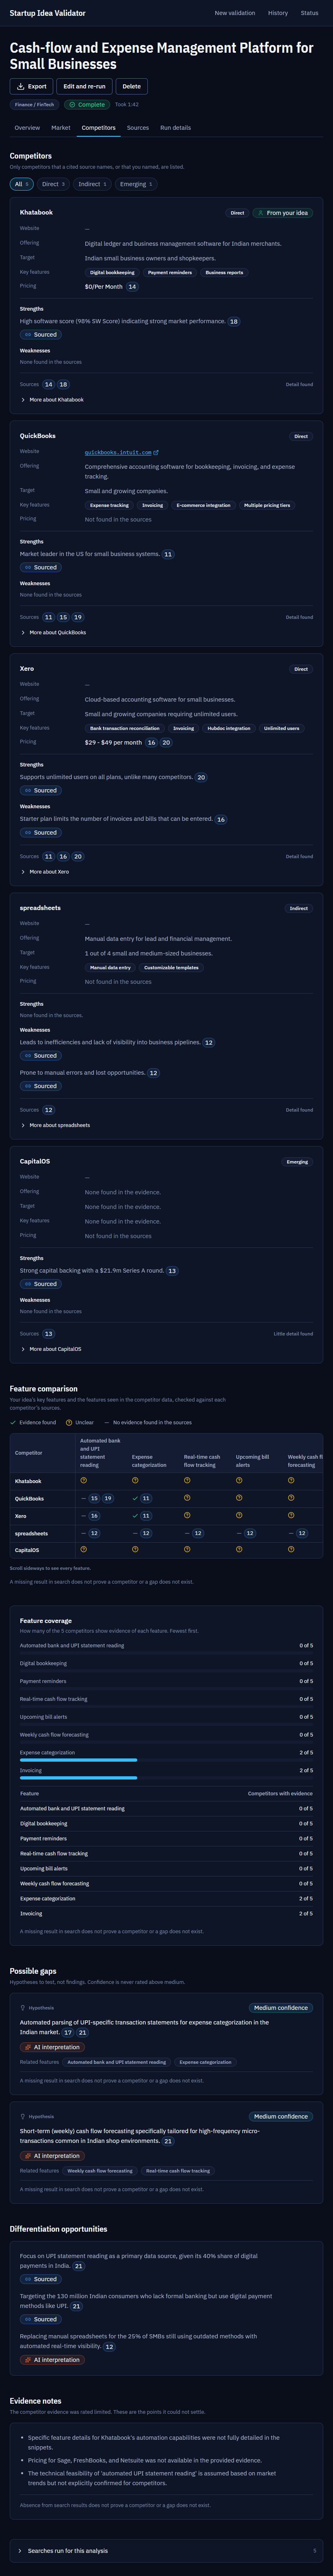 Startup Idea Validator
New validation
History
Status
Cash-flow and Expense Management Platform for
Small Businesses
Export
Edit and re-run
Delete
Finance / FinTech
Complete
Took 1:42
Overview
Market
Competitors
Sources
Run details
Competitors
Only competitors that a cited source names, or that you named, are listed.
All 5
Direct 3
Indirect 1
Emerging 1
Khatabook
Direct
From your idea
Website
—
Offering
Digital ledger and business management software for Indian merchants.
Target
Indian small business owners and shopkeepers.
Key features
Digital bookkeeping
Payment reminders
Business reports
Pricing
$0/Per Month 14
Strengths
High software score (98% SW Score) indicating strong market performance. 18
Sourced
Weaknesses
None found in the sources
Sources 14 18
Detail found
More about Khatabook
QuickBooks
Direct
Website
quickbooks.intuit.com
Offering
Comprehensive accounting software for bookkeeping, invoicing, and expense
tracking.
Target
Small and growing companies.
Key features
Expense tracking
Invoicing
E-commerce integration
Multiple pricing tiers
Pricing
Not found in the sources
Strengths
Market leader in the US for small business systems. 11
Sourced
Weaknesses
None found in the sources
Sources 11 15 19
Detail found
More about QuickBooks
Xero
Direct
Website
—
Offering
Cloud-based accounting software for small businesses.
Target
Small and growing companies requiring unlimited users.
Key features
Bank transaction reconciliation
Invoicing
Hubdoc integration
Unlimited users
Pricing
$29 - $49 per month 16 20
Strengths
Supports unlimited users on all plans, unlike many competitors. 20
Sourced
Weaknesses
Starter plan limits the number of invoices and bills that can be entered. 16
Sourced
Sources 11 16 20
Detail found
More about Xero
spreadsheets
Indirect
Website
—
Offering
Manual data entry for lead and financial management.
Target
1 out of 4 small and medium-sized businesses.
Key features
Manual data entry
Customizable templates
Pricing
Not found in the sources
Strengths
None found in the sources.
Weaknesses
Leads to inefficiencies and lack of visibility into business pipelines. 12
Sourced
Prone to manual errors and lost opportunities. 12
Sourced
Sources 12
Detail found
More about spreadsheets
CapitalOS
Emerging
Website
—
Offering
None found in the evidence.
Target
None found in the evidence.
Key features
None found in the evidence.
Pricing
Not found in the sources
Strengths
Strong capital backing with a $21.9m Series A round. 13
Sourced
Weaknesses
None found in the sources
Sources 13
Little detail found
More about CapitalOS
Feature comparison
Your idea's key features and the features seen in the competitor data, checked against each
competitor's sources.
Evidence found
Unclear
— No evidence found in the sources
Competitor
Automated bank
and UPI
statement
reading
Expense
categorization
Real-time cash
flow tracking
Upcoming bill
alerts
Weekly cash fl
forecasting
Khatabook
QuickBooks
— 15 19
11
Xero
— 16
11
spreadsheets
— 12
— 12
— 12
— 12
— 12
CapitalOS
Scroll sideways to see every feature.
A missing result in search does not prove a competitor or a gap does not exist.
Feature coverage
How many of the 5 competitors show evidence of each feature. Fewest first.
Automated bank and UPI statement reading 0 of 5
Digital bookkeeping 0 of 5
Payment reminders 0 of 5
Real-time cash flow tracking 0 of 5
Upcoming bill alerts 0 of 5
Weekly cash flow forecasting 0 of 5
Expense categorization 2 of 5
Invoicing 2 of 5
Feature Competitors with evidence
Automated bank and UPI statement reading 0 of 5
Digital bookkeeping 0 of 5
Payment reminders 0 of 5
Real-time cash flow tracking 0 of 5
Upcoming bill alerts 0 of 5
Weekly cash flow forecasting 0 of 5
Expense categorization 2 of 5
Invoicing 2 of 5
A missing result in search does not prove a competitor or a gap does not exist.
Possible gaps
Hypotheses to test, not findings. Confidence is never rated above medium.
Hypothesis
Medium confidence
Automated parsing of UPI-specific transaction statements for expense categorization in the
Indian market. 17 21
AI interpretation
Related features
Automated bank and UPI statement reading
Expense categorization
A missing result in search does not prove a competitor or a gap does not exist.
Hypothesis
Medium confidence
Short-term (weekly) cash flow forecasting specifically tailored for high-frequency micro-
transactions common in Indian shop environments. 21
AI interpretation
Related features
Weekly cash flow forecasting
Real-time cash flow tracking
A missing result in search does not prove a competitor or a gap does not exist.
Differentiation opportunities
Focus on UPI statement reading as a primary data source, given its 40% share of digital
payments in India. 21
Sourced
Targeting the 130 million Indian consumers who lack formal banking but use digital payment
methods like UPI. 21
Sourced
Replacing manual spreadsheets for the 25% of SMBs still using outdated methods with
automated real-time visibility. 12
AI interpretation
Evidence notes
The competitor evidence was rated limited. These are the points it could not settle.
• Specific feature details for Khatabook's automation capabilities were not fully detailed in the
snippets.
• Pricing for Sage, FreshBooks, and Netsuite was not available in the provided evidence.
• The technical feasibility of 'automated UPI statement reading' is assumed based on market
trends but not explicitly confirmed for competitors.
Absence from search results does not prove a competitor or a gap does not exist.
Searches run for this analysis
5